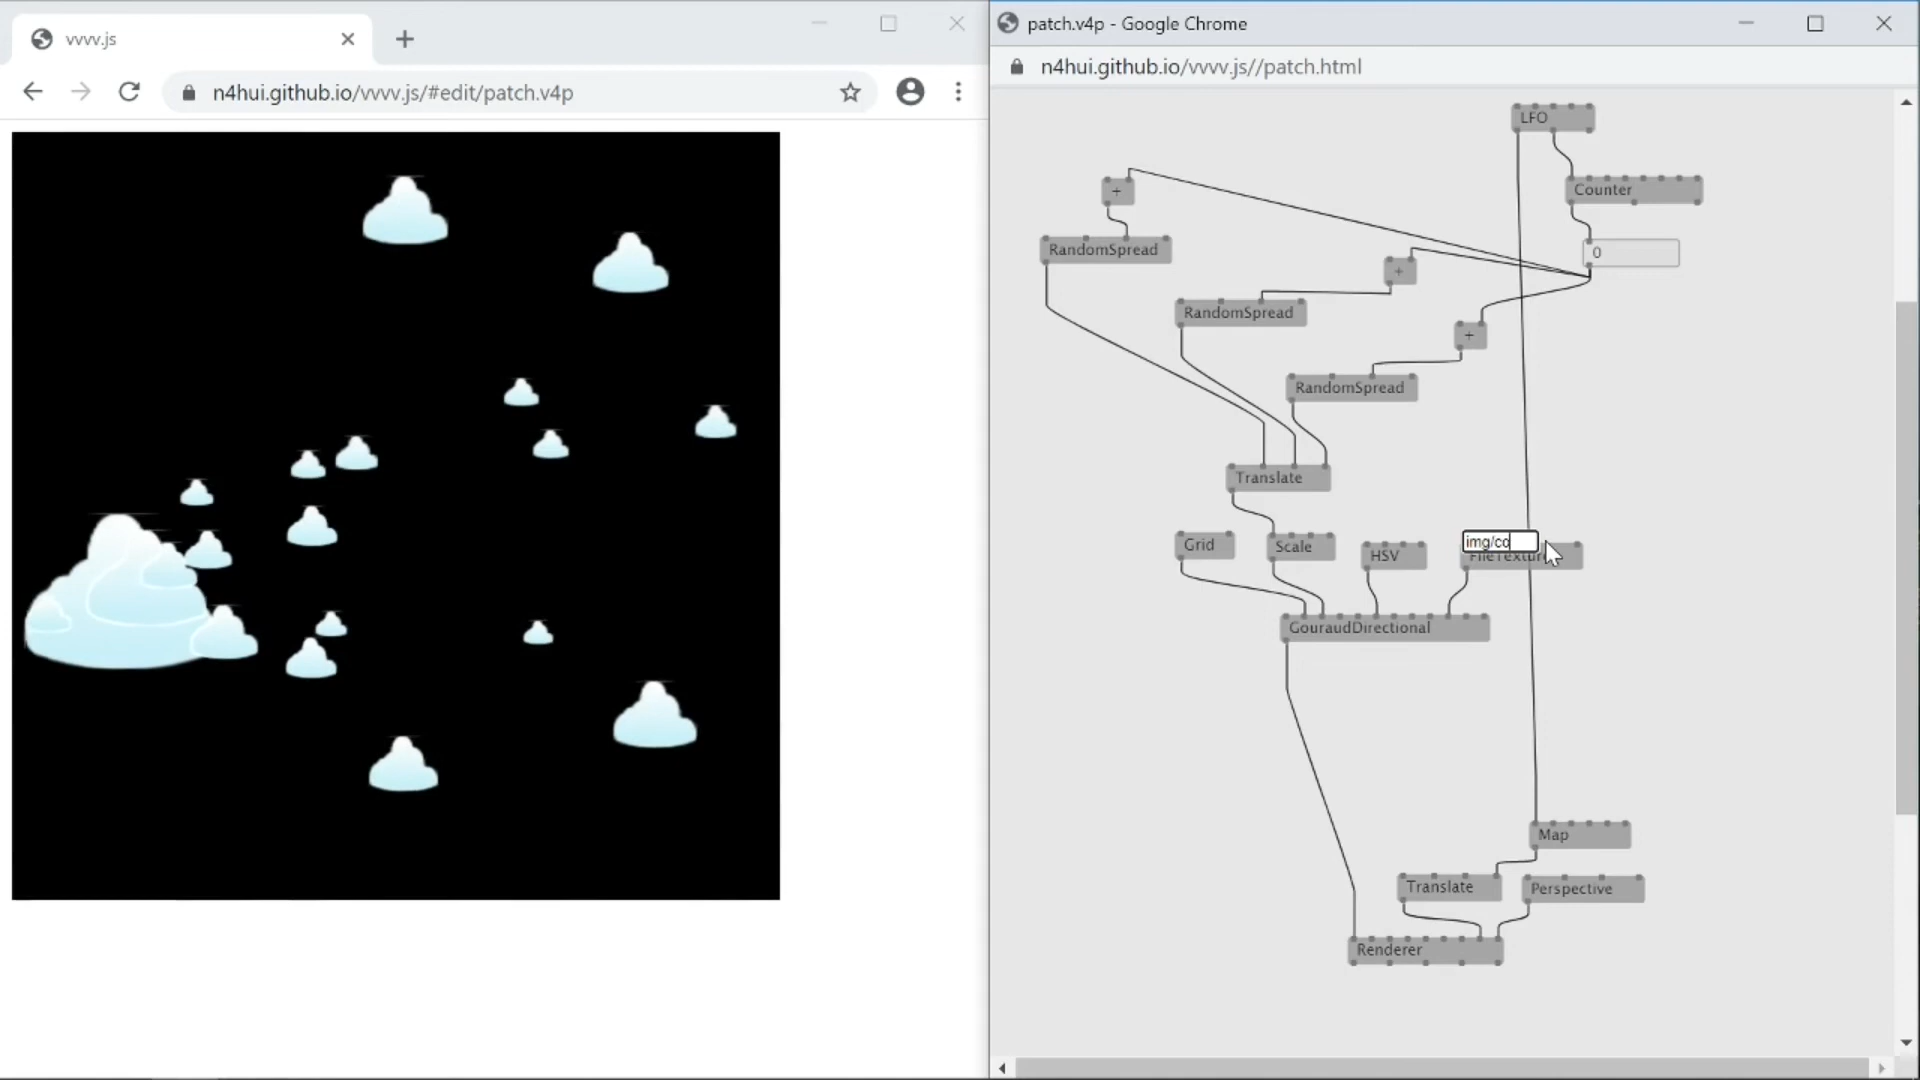 vvvv.js
n4hui.github.io/vvvv.js/#edit/patch.v4p
patch.v4p - Google Chrome
n4hui.github.io/vvvv.js//patch.html
LFO
Counter
+
0
RandomSpread
+
RandomSpread
+
RandomSpread
Translate
Grid
Scale
HSV
img/co
FileTexture
GouraudDirectional
Map
Translate
Perspective
Renderer